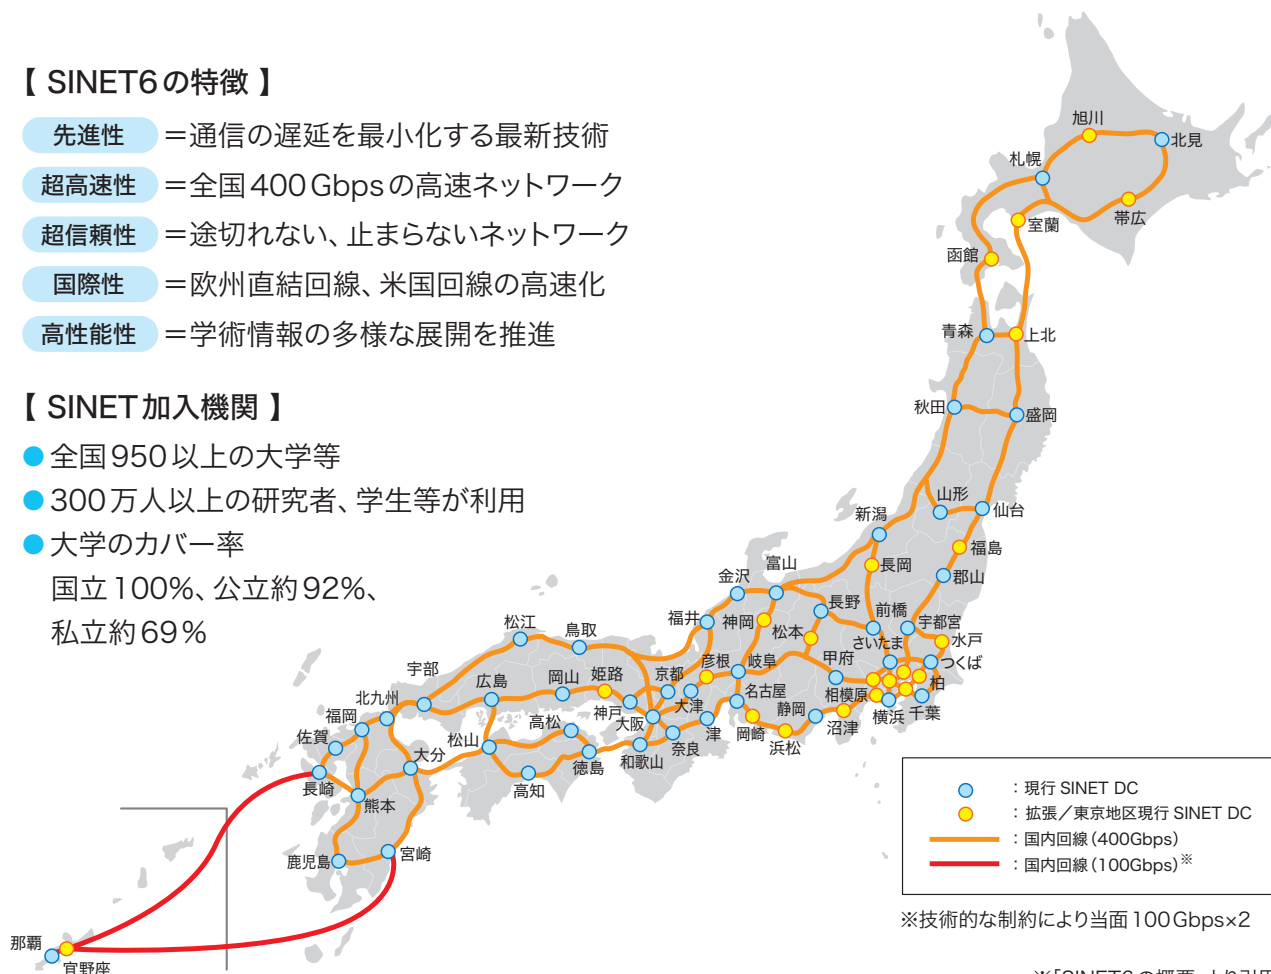 【 SINET6の特徴 】
先進性 ＝通信の遅延を最小化する最新技術
超高速性 ＝全国400Gbpsの高速ネットワーク
超信頼性 ＝途切れない、止まらないネットワーク
国際性 ＝欧州直結回線、米国回線の高速化
高性能性 ＝学術情報の多様な展開を推進
【 SINET加入機関 】
● 全国950以上の大学等
● 300万人以上の研究者、学生等が利用
● 大学のカバー率
国立100%、公立約92%、
私立約69%
旭川
北見
札幌
帯広
室蘭
函館
青森
上北
秋田
盛岡
山形
仙台
新潟
福島
長岡
郡山
富山
金沢
長野
前橋
宇都宮
福井
神岡
松本
さいたま
水戸
松江
鳥取
彦根
岐阜
甲府
つくば
宇部
広島
岡山
姫路
京都
大津
名古屋
相模原
柏
北九州
福岡
神戸
大阪
静岡
横浜
千葉
佐賀
高松
津
岡崎
沼津
松山
奈良
浜松
大分
徳島
和歌山
長崎
高知
熊本
鹿児島
宮崎
那覇
宜野座
：現行 SINET DC
：拡張／東京地区現行 SINET DC
：国内回線（400Gbps）
：国内回線（100Gbps）※
※技術的な制約により当面100Gbps×2
※「SINET6の概要」より引用